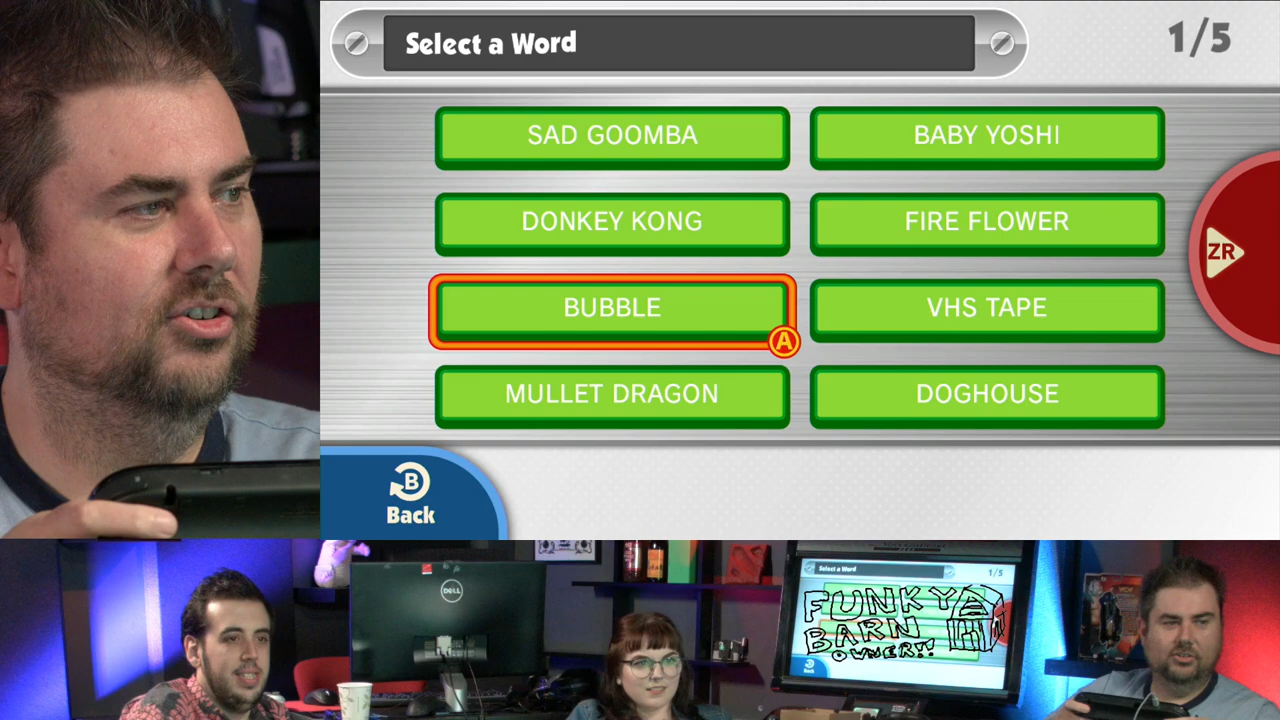 Select a Word
1/5
SAD GOOMBA
BABY YOSHI
DONKEY KONG
FIRE FLOWER
BUBBLE
VHS TAPE
A
MULLET DRAGON
DOGHOUSE
ZR
B
Back
DELL
Select a Word
1/5
FUNKY
BARN
OWNER!!
Back